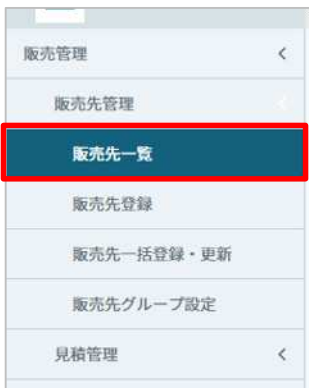 販売管理
販売先管理
販売先一覧
販売先登録
販売先一括登録・更新
販売先グループ設定
見積管理